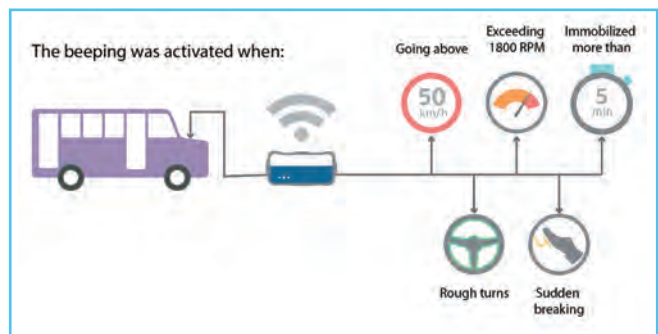 The beeping was activated when:
Going above
Exceeding
1800 RPM
Immobilized
more than
50
km/h
5
min
Rough turns
Sudden
breaking